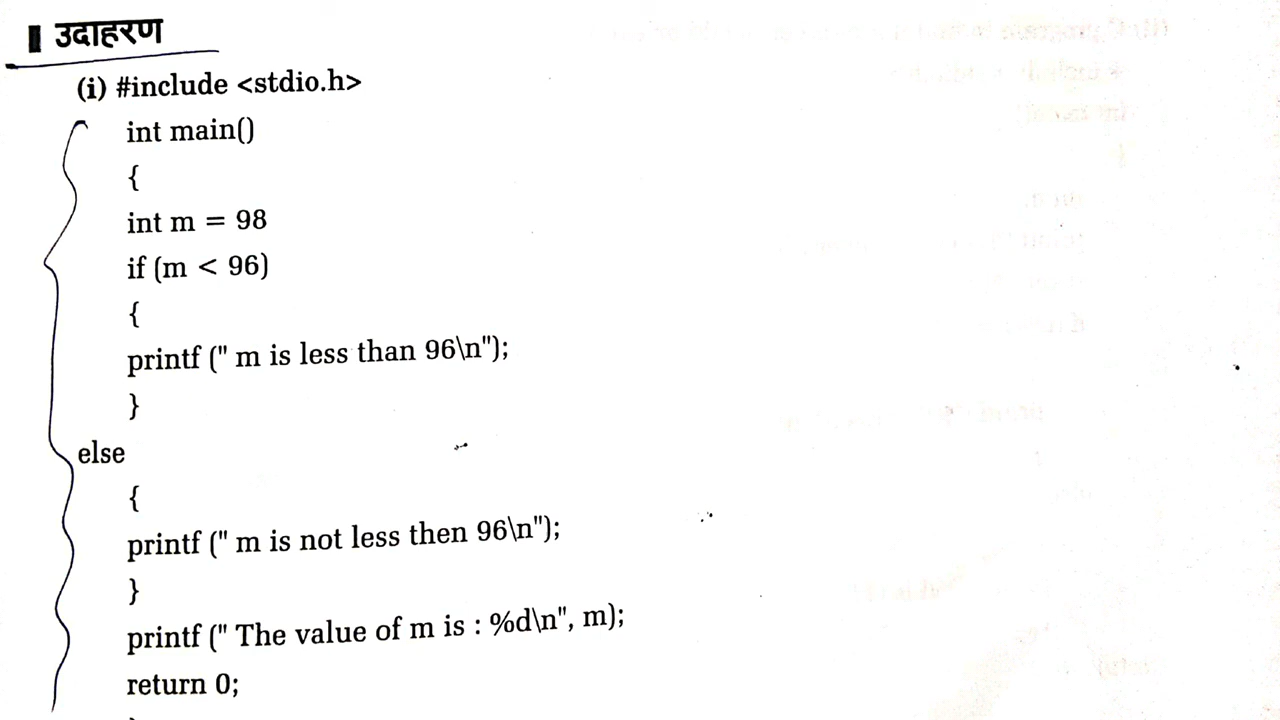 उदाहरण
(i) #include <stdio.h>
int main()
{
int m = 98
if (m < 96)
{
printf (" m is less than 96\n");
}
else
{
printf (" m is not less then 96\n");
}
printf (" The value of m is : %d\n", m);
return 0;